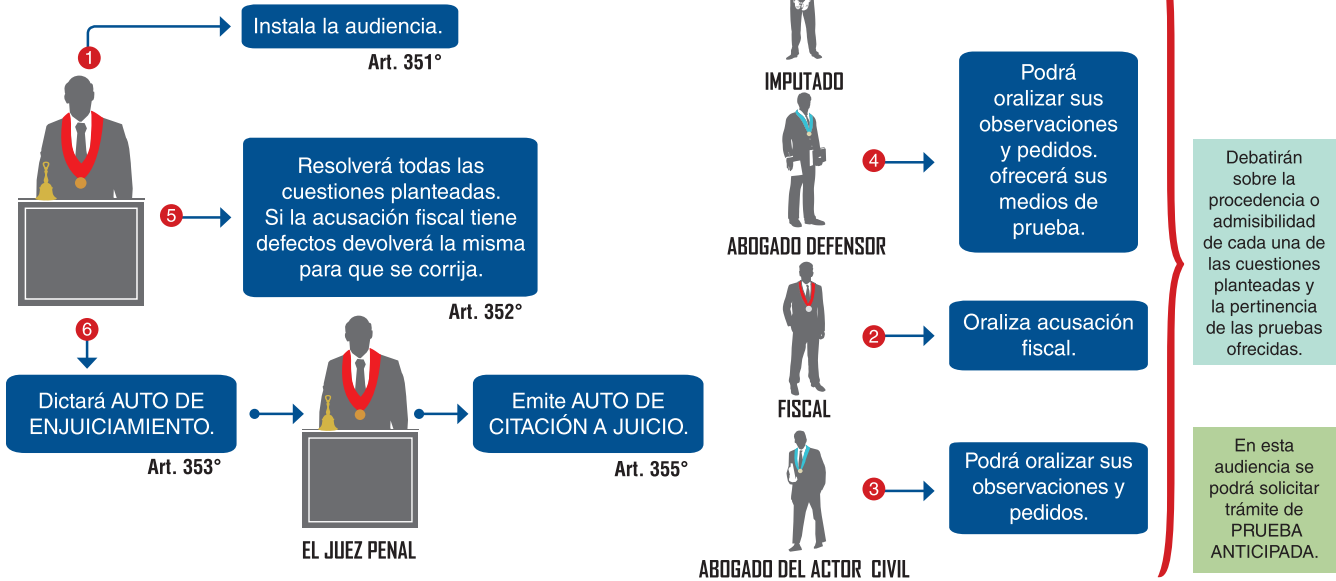 1
Instala la audiencia.
Art. 351°
5
Resolverá todas las
cuestiones planteadas.
Si la acusación fiscal tiene
defectos devolverá la misma
para que se corrija.
Art. 352°
6
Dictará AUTO DE
ENJUICIAMIENTO.
Art. 353°
EL JUEZ PENAL
Emite AUTO DE
CITACIÓN A JUICIO.
Art. 355°
IMPUTADO
ABOGADO DEFENSOR
4
Podrá
oralizar sus
observaciones
y pedidos.
ofrecerá sus
medios de
prueba.
FISCAL
2
Oraliza acusación
fiscal.
ABOGADO DEL ACTOR CIVIL
3
Podrá oralizar sus
observaciones y
pedidos.
Debatirán
sobre la
procedencia o
admisibilidad
de cada una de
las cuestiones
planteadas y
la pertinencia
de las pruebas
ofrecidas.
En esta
audiencia se
podrá solicitar
trámite de
PRUEBA
ANTICIPADA.